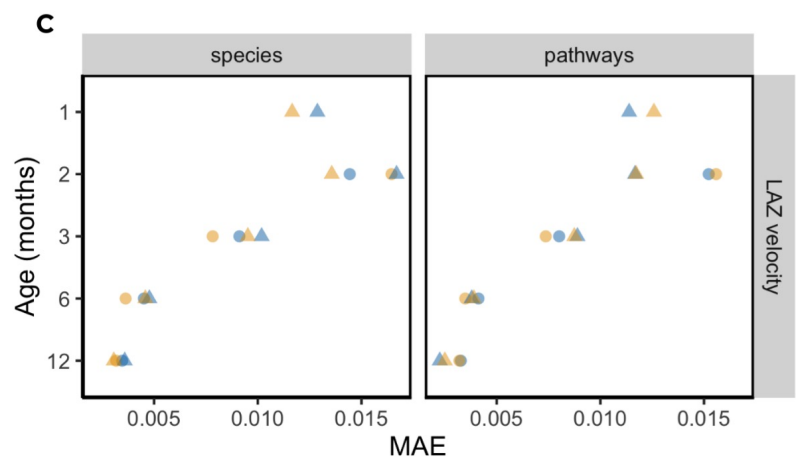 C
species
pathways
Age (months)
1
2
3
6
12
LAZ velocity
0.005
0.010
0.015
0.005
0.010
0.015
MAE